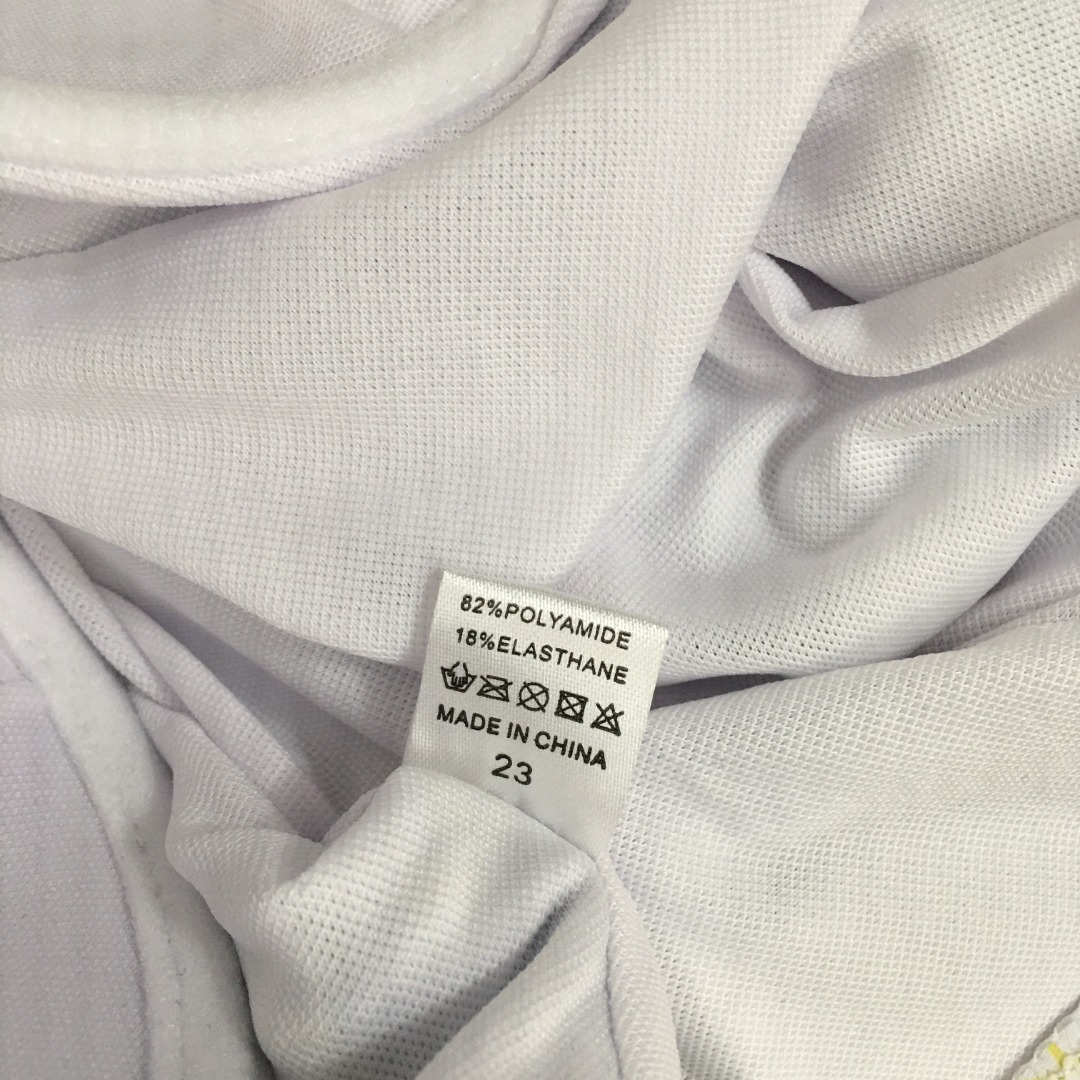 82%POLYAMIDE
18%ELASTHANE
MADE IN CHINA
23